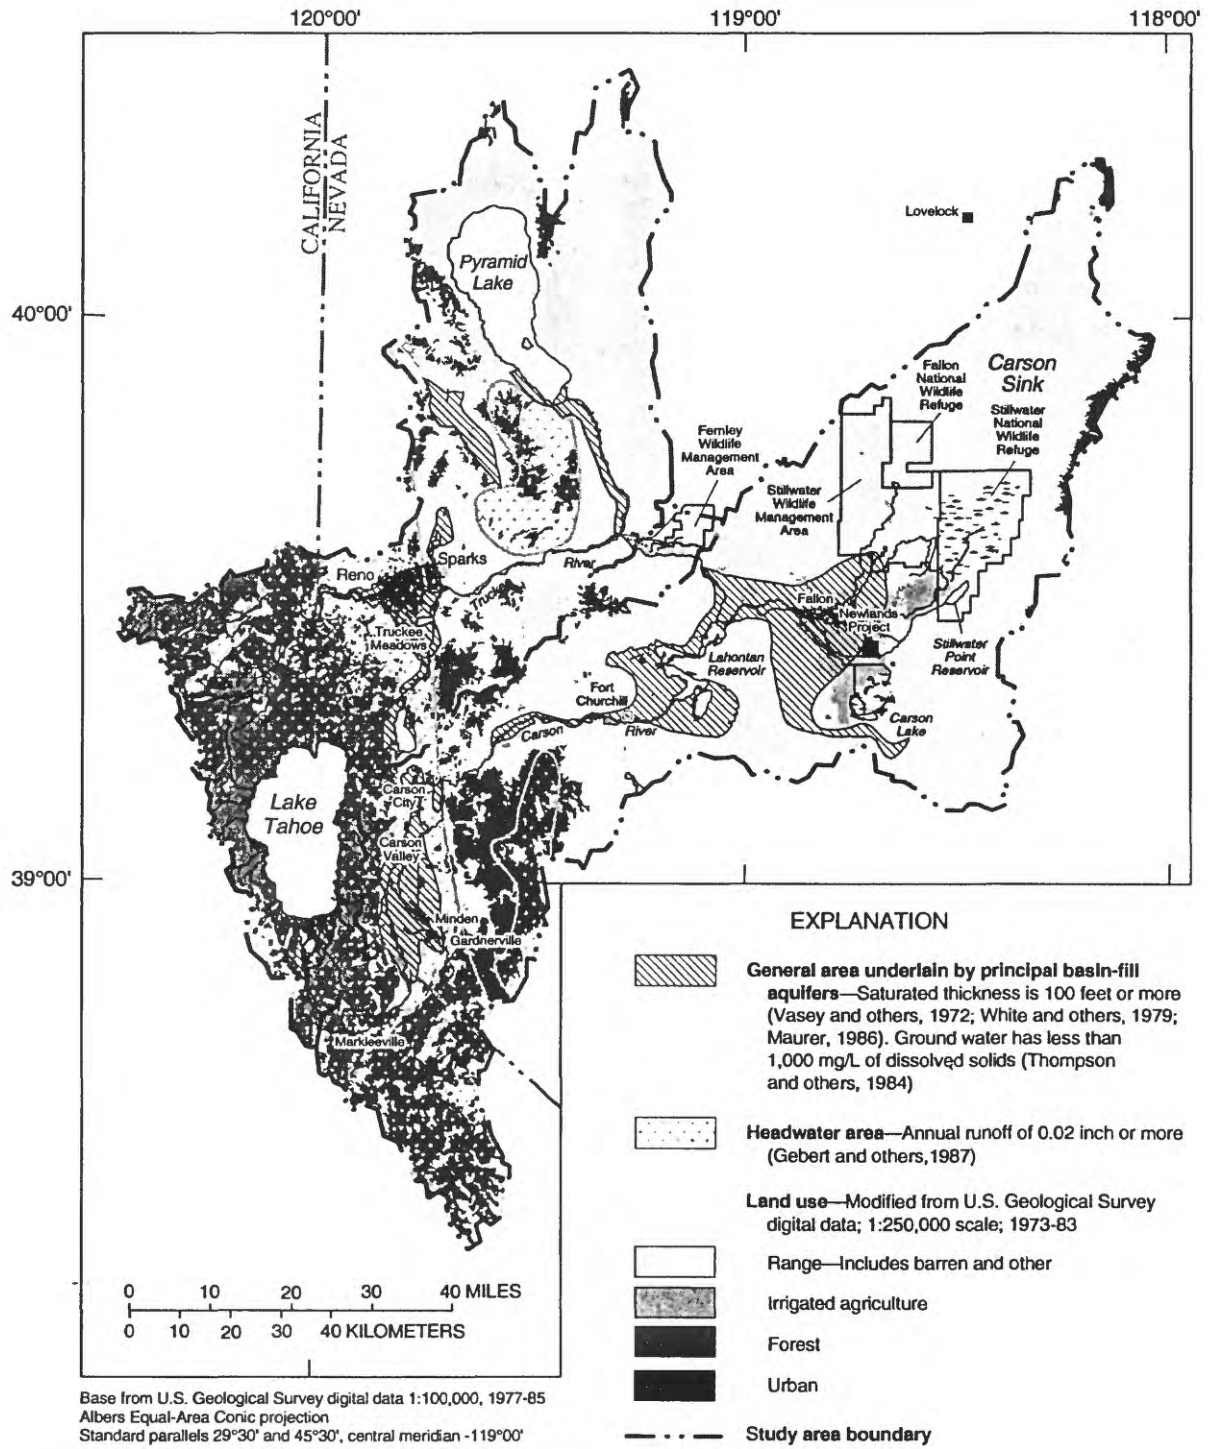 120°00'
119°00'
118°00'
CALIFORNIA
NEVADA
Lovelock
Pyramid
Lake
40°00'
Carson
Sink
Fallon
National
Wildlife
Refuge
Stillwater
National
Wildlife
Refuge
Fernley
Wildlife
Management
Area
Stillwater
Wildlife
Management
Area
Sparks
River
Reno
Truckee
Fallon
Newlands
Project
Truckee
Meadows
Stillwater
Point
Reservoir
Lahontan
Reservoir
Fort
Churchill
Carson
River
Carson
Lake
Lake
Tahoe
Carson
City
Carson
Valley
39°00'
Minden
Gardnerville
Markleeville
EXPLANATION
General area underlain by principal basin-fill
aquifers—Saturated thickness is 100 feet or more
(Vasey and others, 1972; White and others, 1979;
Maurer, 1986). Ground water has less than
1,000 mg/L of dissolved solids (Thompson
and others, 1984)
Headwater area—Annual runoff of 0.02 inch or more
(Gebert and others,1987)
Land use—Modified from U.S. Geological Survey
digital data; 1:250,000 scale; 1973-83
Range—Includes barren and other
Irrigated agriculture
Forest
Urban
Study area boundary
0 10 20 30 40 MILES
0 10 20 30 40 KILOMETERS
Base from U.S. Geological Survey digital data 1:100,000, 1977-85
Albers Equal-Area Conic projection
Standard parallels 29°30' and 45°30', central meridian -119°00'